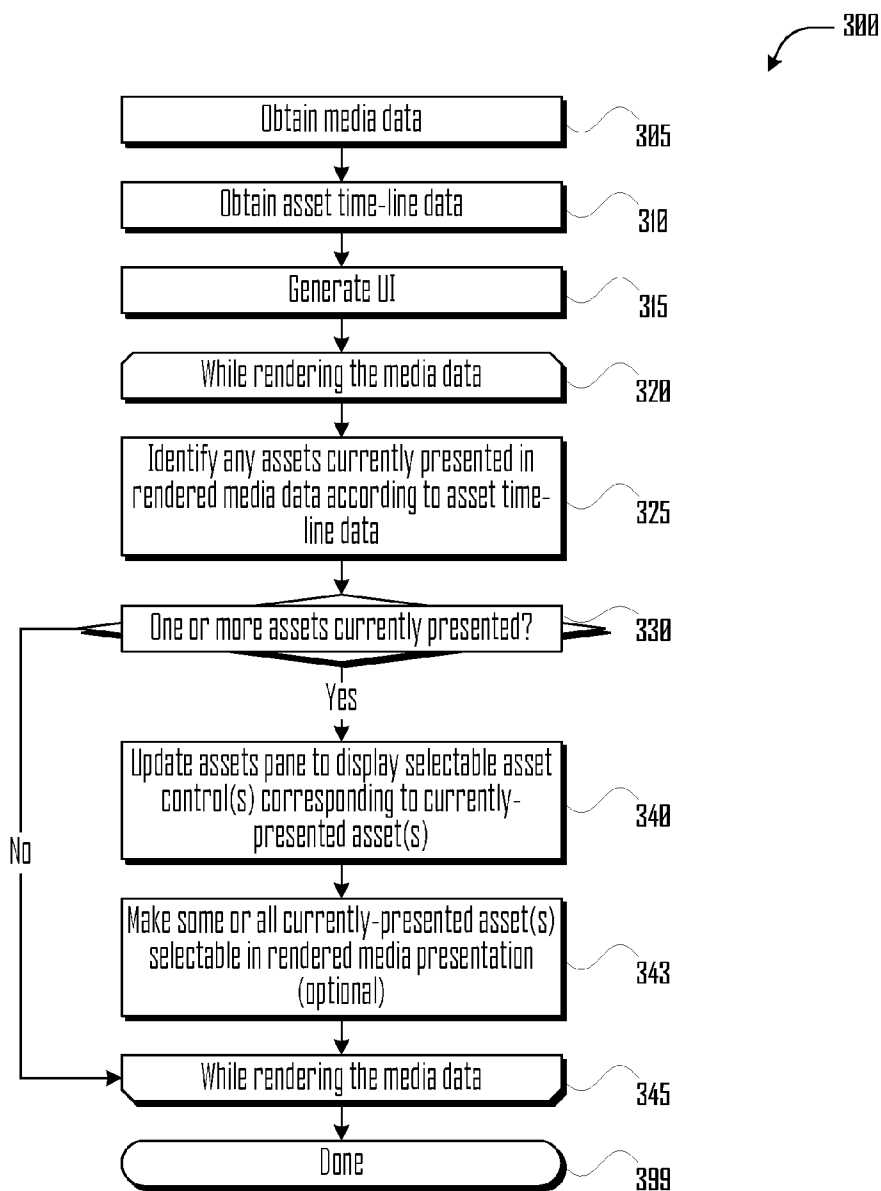 300
Obtain media data
305
Obtain asset time-line data
310
Generate UI
315
While rendering the media data
320
Identify any assets currently presented in
rendered media data according to asset time-
line data
325
One or more assets currently presented?
330
Yes
Update assets pane to display selectable asset
control(s) corresponding to currently-
presented asset(s)
340
No
Make some or all currently-presented asset(s)
selectable in rendered media presentation
(optional)
343
While rendering the media data
345
Done
399